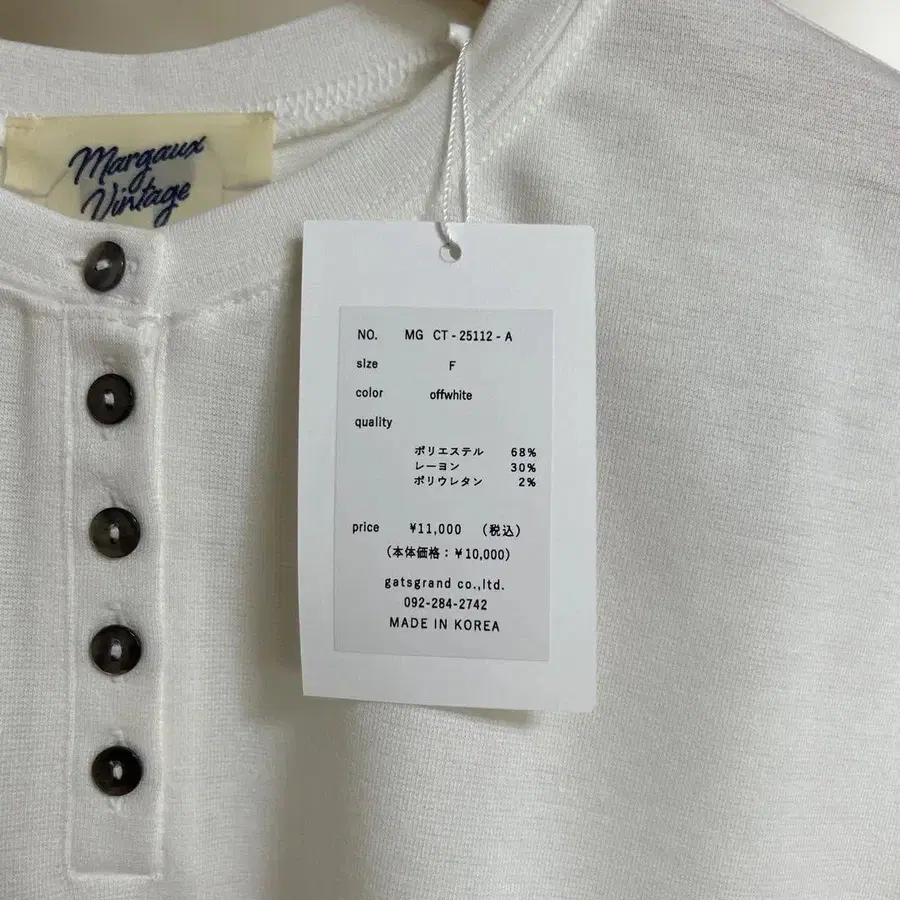 Margaux
Vintage
NO. MG CT-25112-A
size F
color offwhite
quality
ポリエステル 68%
レーヨン 30%
ポリウレタン 2%
price ¥11,000 (税込)
(本体価格:¥10,000)
gatsgrand co.,ltd.
092-284-2742
MADE IN KOREA